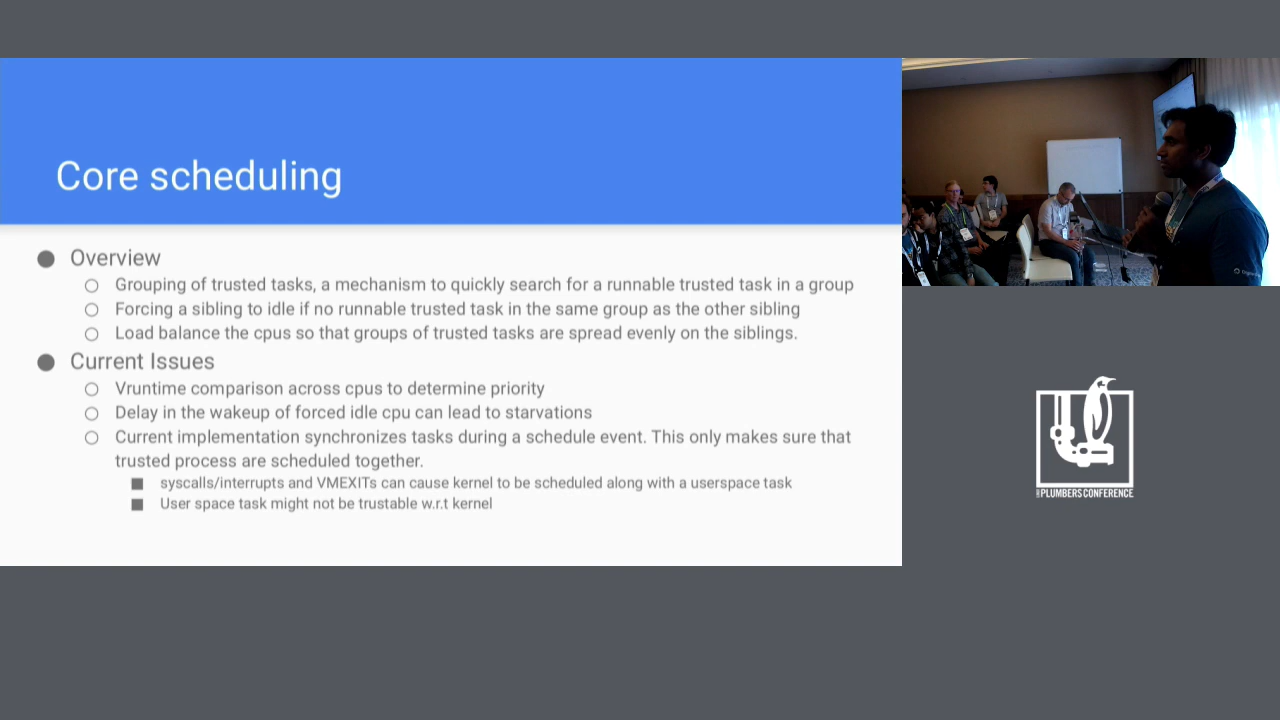 Core scheduling
Overview
Grouping of trusted tasks, a mechanism to quickly search for a runnable trusted task in a group
Forcing a sibling to idle if no runnable trusted task in the same group as the other sibling
Load balance the cpus so that groups of trusted tasks are spread evenly on the siblings.
Current Issues
Vruntime comparison across cpus to determine priority
Delay in the wakeup of forced idle cpu can lead to starvations
Current implementation synchronizes tasks during a schedule event. This only makes sure that
trusted process are scheduled together.
syscalls/interrupts and VMEXITs can cause kernel to be scheduled along with a userspace task
User space task might not be trustable w.r.t kernel
PLUMBERS CONFERENCE